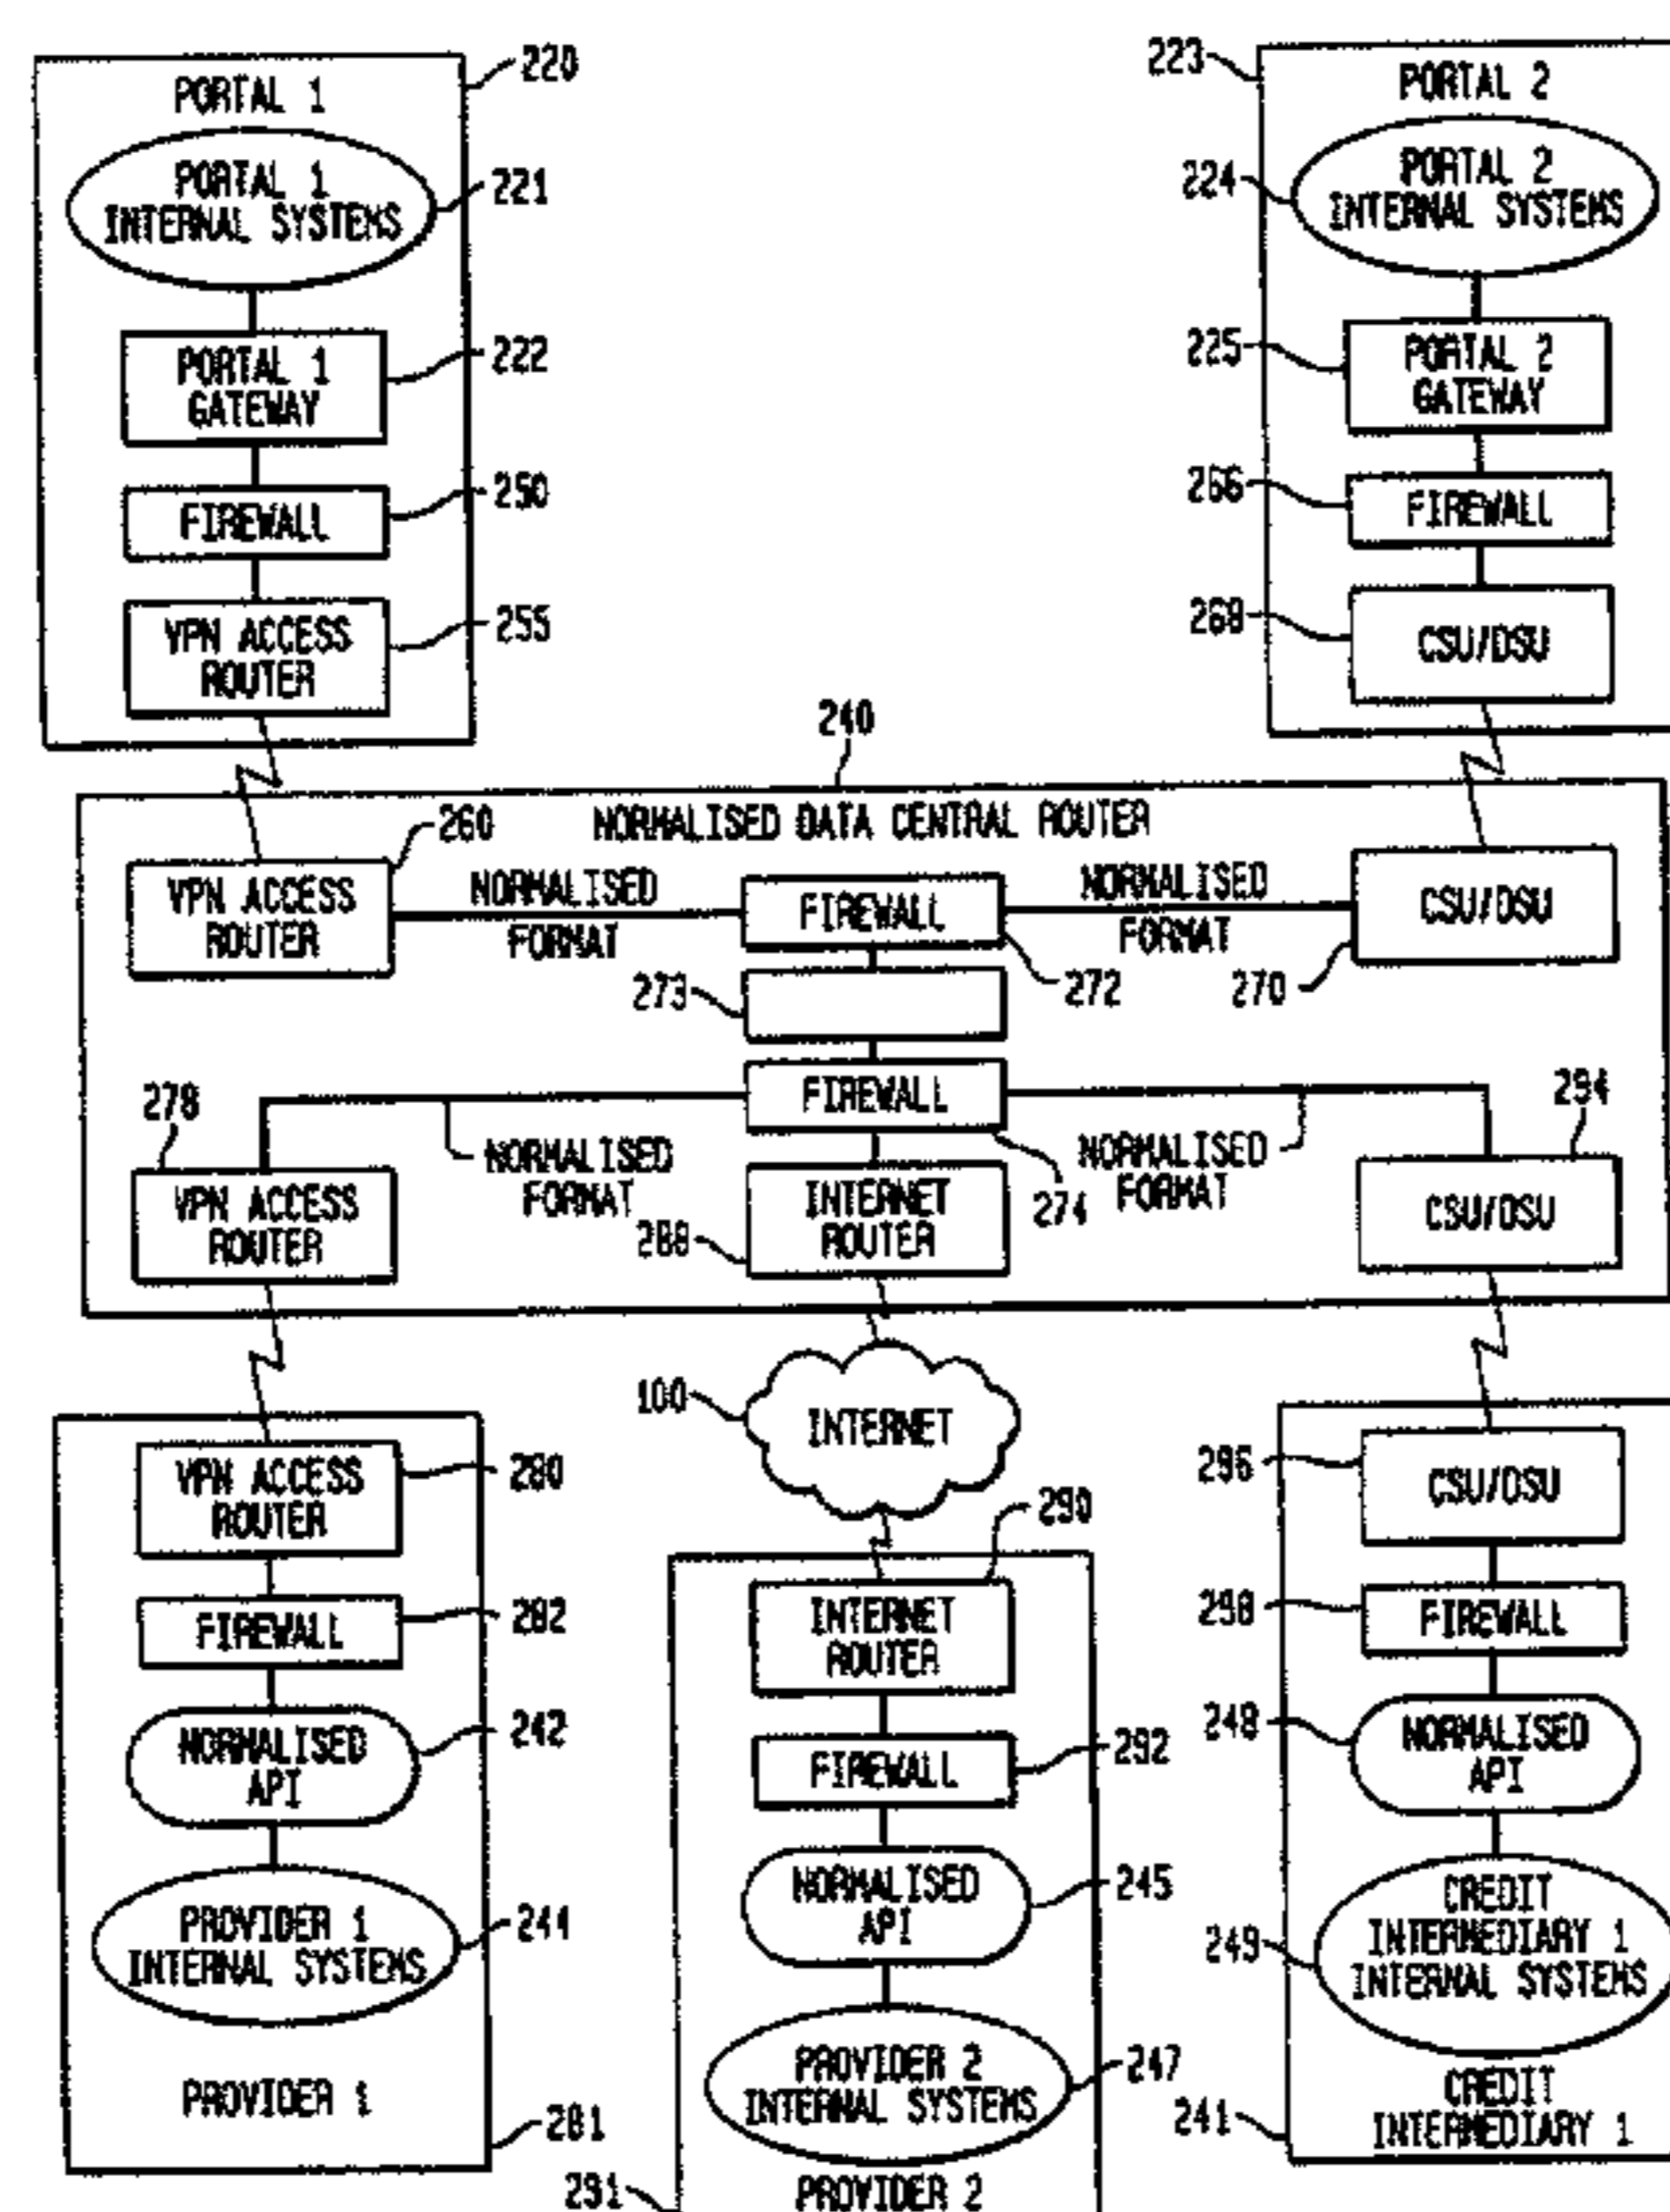 220
PORTAL 1
PORTAL 1
INTERNAL SYSTEMS
221
PORTAL 1
GATEWAY
222
FIREWALL
250
VPN ACCESS
ROUTER
255
223
PORTAL 2
PORTAL 2
INTERNAL SYSTEMS
224
PORTAL 2
GATEWAY
225
FIREWALL
266
CSU/DSU
268
240
NORMALISED DATA CENTRAL ROUTER
260
VPN ACCESS
ROUTER
NORMALISED
FORMAT
FIREWALL
272
NORMALISED
FORMAT
CSU/DSU
270
273
FIREWALL
274
278
VPN ACCESS
ROUTER
NORMALISED
FORMAT
INTERNET
ROUTER
288
NORMALISED
FORMAT
294
CSU/DSU
100
INTERNET
VPN ACCESS
ROUTER
280
FIREWALL
282
NORMALISED
API
242
PROVIDER 1
INTERNAL SYSTEMS
244
PROVIDER 1
281
290
INTERNET
ROUTER
FIREWALL
292
NORMALISED
API
245
PROVIDER 2
INTERNAL SYSTEMS
247
PROVIDER 2
291
296
CSU/DSU
298
FIREWALL
248
NORMALISED
API
249
CREDIT
INTERMEDIARY 1
INTERNAL SYSTEMS
CREDIT
INTERMEDIARY 1
241